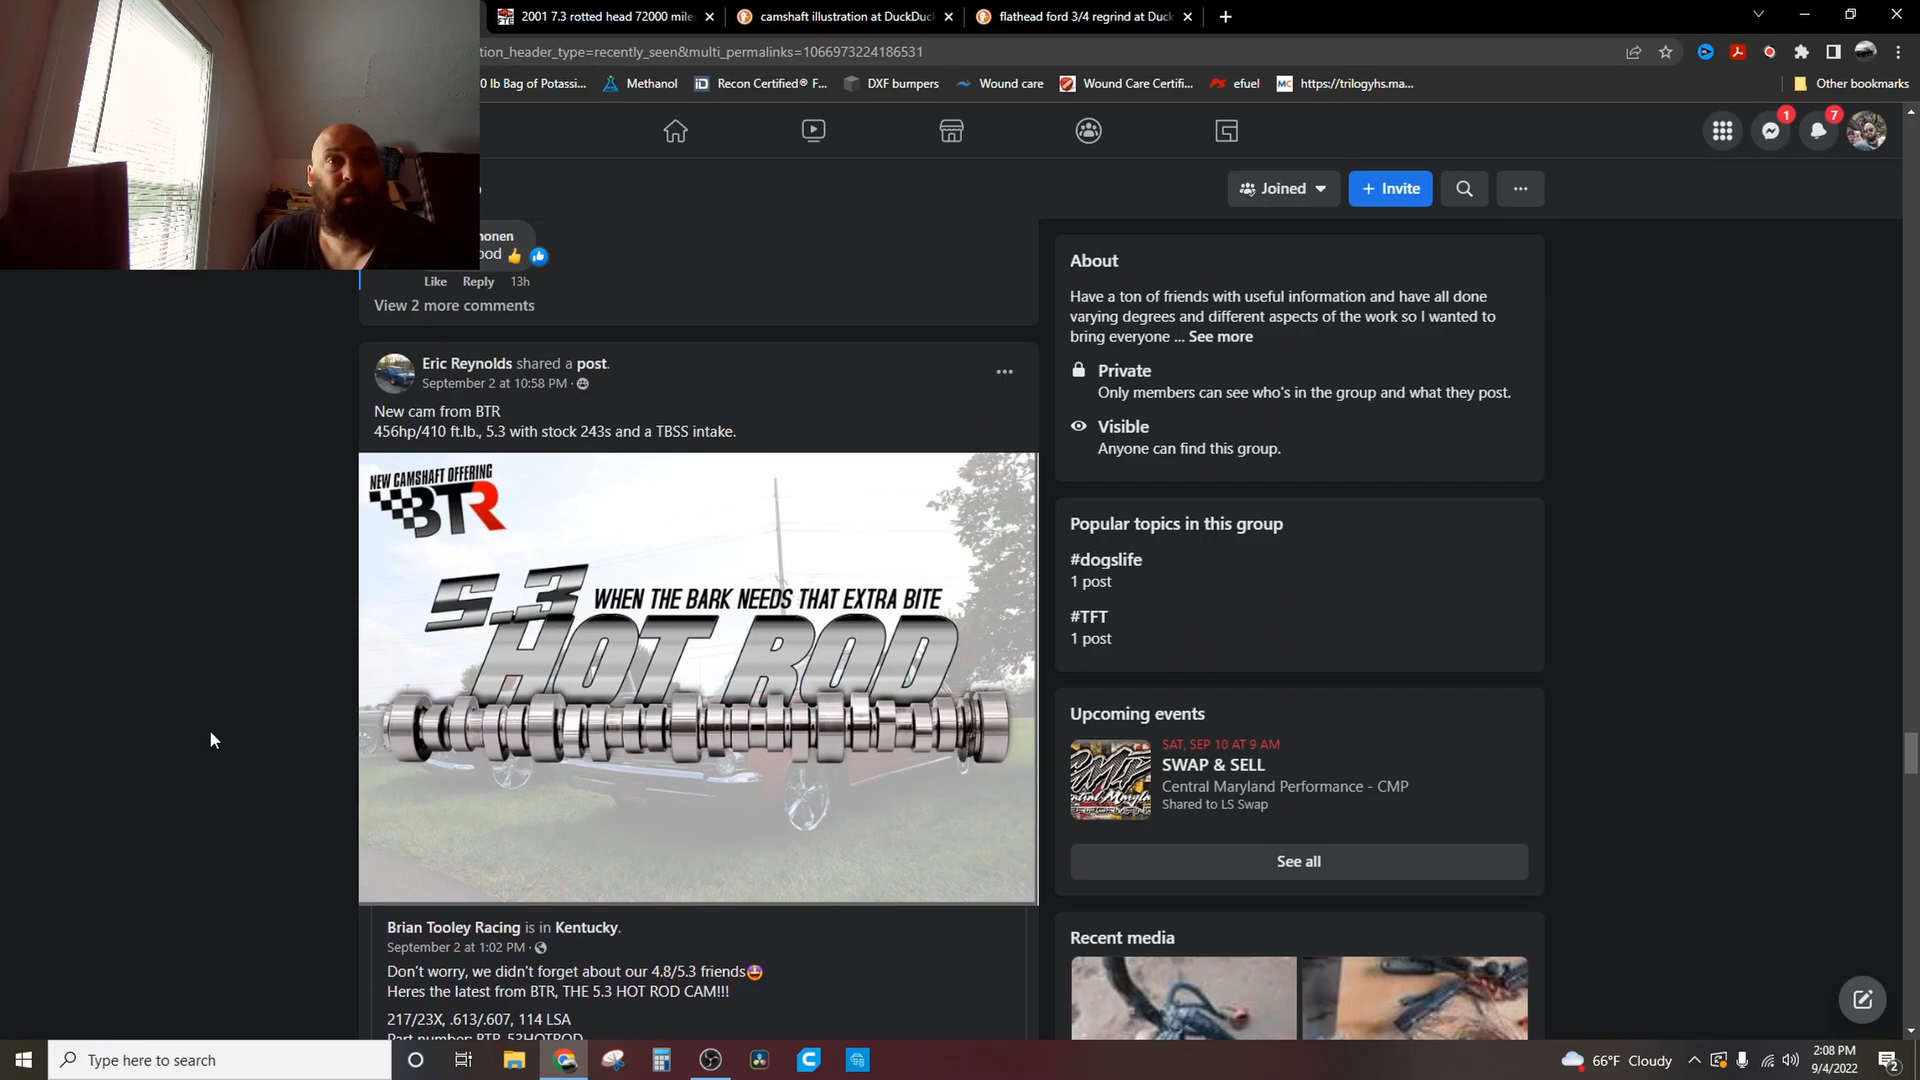 2001 7.3 rotted head 72000 mile
camshaft illustration at DuckDuc
flathead ford 3/4 regrind at Duck
tion_header_type=recently_seen&multi_permalinks=1066973224186531
0 lb Bag of Potassi...
Methanol
Recon Certified® F...
DXF bumpers
Wound care
Wound Care Certifi...
efuel
https://trilogyhs.ma...
Other bookmarks
1
7
Joined
+ Invite
nonen
ood 👍
Like Reply 13h
View 2 more comments
Eric Reynolds shared a post.
September 2 at 10:58 PM ·
New cam from BTR
456hp/410 ft.lb., 5.3 with stock 243s and a TBSS intake.
NEW CAMSHAFT OFFERING
BTR
5.3 WHEN THE BARK NEEDS THAT EXTRA BITE
HOT ROD
Brian Tooley Racing is in Kentucky.
September 2 at 1:02 PM ·
Don't worry, we didn't forget about our 4.8/5.3 friends🤩
Heres the latest from BTR, THE 5.3 HOT ROD CAM!!!
217/23X, .613/.607, 114 LSA
Part number: BTR-53HOTROD
About
Have a ton of friends with useful information and have all done
varying degrees and different aspects of the work so I wanted to
bring everyone ... See more
Private
Only members can see who's in the group and what they post.
Visible
Anyone can find this group.
Popular topics in this group
#dogslife
1 post
#TFT
1 post
Upcoming events
SAT, SEP 10 AT 9 AM
SWAP & SELL
Central Maryland Performance - CMP
Shared to LS Swap
See all
Recent media
Type here to search
66°F Cloudy
2:08 PM
9/4/2022
2